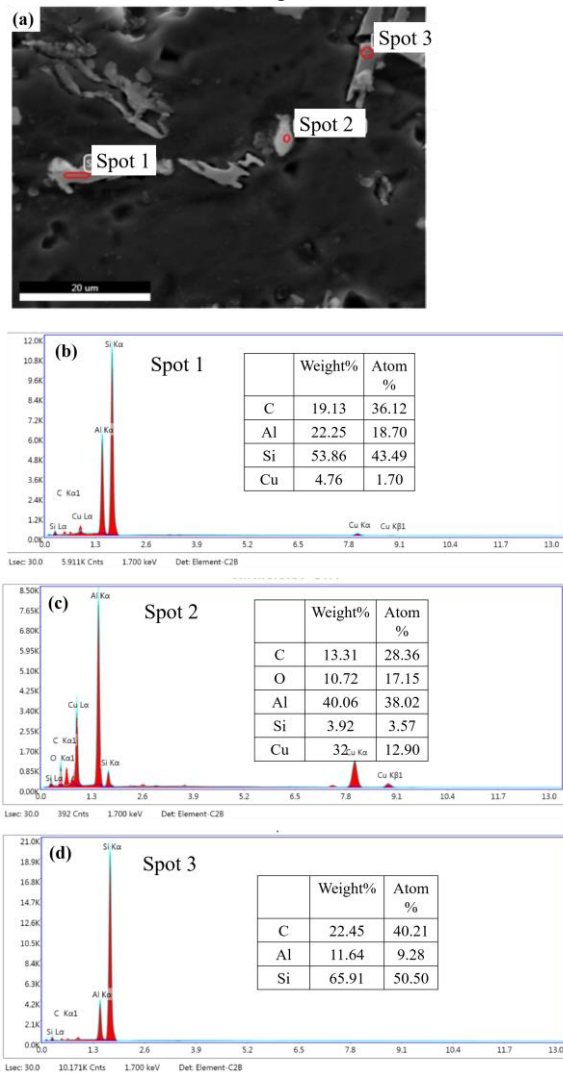 (a)
Spot 3
Spot 2
Spot 1
20 um
(b)
Spot 1
12.0K
10.8K
9.6K
8.4K
7.2K
6.0K
4.8K
3.6K
2.4K
1.2K
0.0K
Si Kα
Al Kα
C Kα1
Cu Lα
Si Lα
Cu Kα
Cu Kβ1
Weight% Atom %
C 19.13 36.12
Al 22.25 18.70
Si 53.86 43.49
Cu 4.76 1.70
0.0 1.3 2.6 3.9 5.2 6.5 7.8 9.1 10.4 11.7 13.0
Lsec: 30.0 5.911K Cnts 1.700 keV Det: Element-C2B
(c)
Spot 2
8.50K
7.65K
6.80K
5.95K
5.10K
4.25K
3.40K
2.55K
1.70K
0.85K
0.0K
Al Kα
Cu Lα
C Kα1
O Kα1
Si Lα
Si Kα
Cu Kα
Cu Kβ1
Weight% Atom %
C 13.31 28.36
O 10.72 17.15
Al 40.06 38.02
Si 3.92 3.57
Cu 32 12.90
0.0 1.3 2.6 3.9 5.2 6.5 7.8 9.1 10.4 11.7 13.0
Lsec: 30.0 392 Cnts 1.700 keV Det: Element-C2B
(d)
Spot 3
21.0K
18.9K
14.7K
12.6K
10.5K
8.4K
6.3K
4.2K
2.1K
0.0K
Si Kα
Al Kα
C Kα1
Si Lα
Weight% Atom %
C 22.45 40.21
Al 11.64 9.28
Si 65.91 50.50
0.0 1.3 2.6 3.9 5.2 6.5 7.8 9.1 10.4 11.7 13.0
Lsec: 30.0 10.171K Cnts 1.700 keV Det: Element-C2B